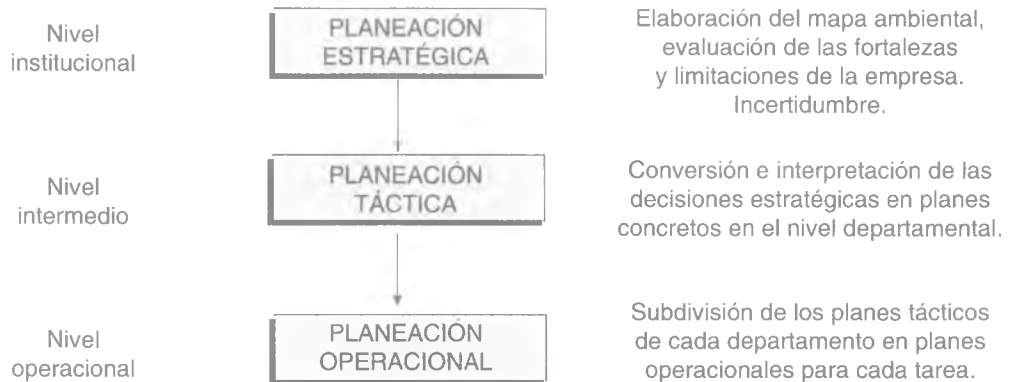 Nivel
institucional
PLANEACIÓN
ESTRATÉGICA
Elaboración del mapa ambiental,
evaluación de las fortalezas
y limitaciones de la empresa.
Incertidumbre.
Nivel
intermedio
PLANEACIÓN
TÁCTICA
Conversión e interpretación de las
decisiones estratégicas en planes
concretos en el nivel departamental.
Nivel
operacional
PLANEACIÓN
OPERACIONAL
Subdivisión de los planes tácticos
de cada departamento en planes
operacionales para cada tarea.